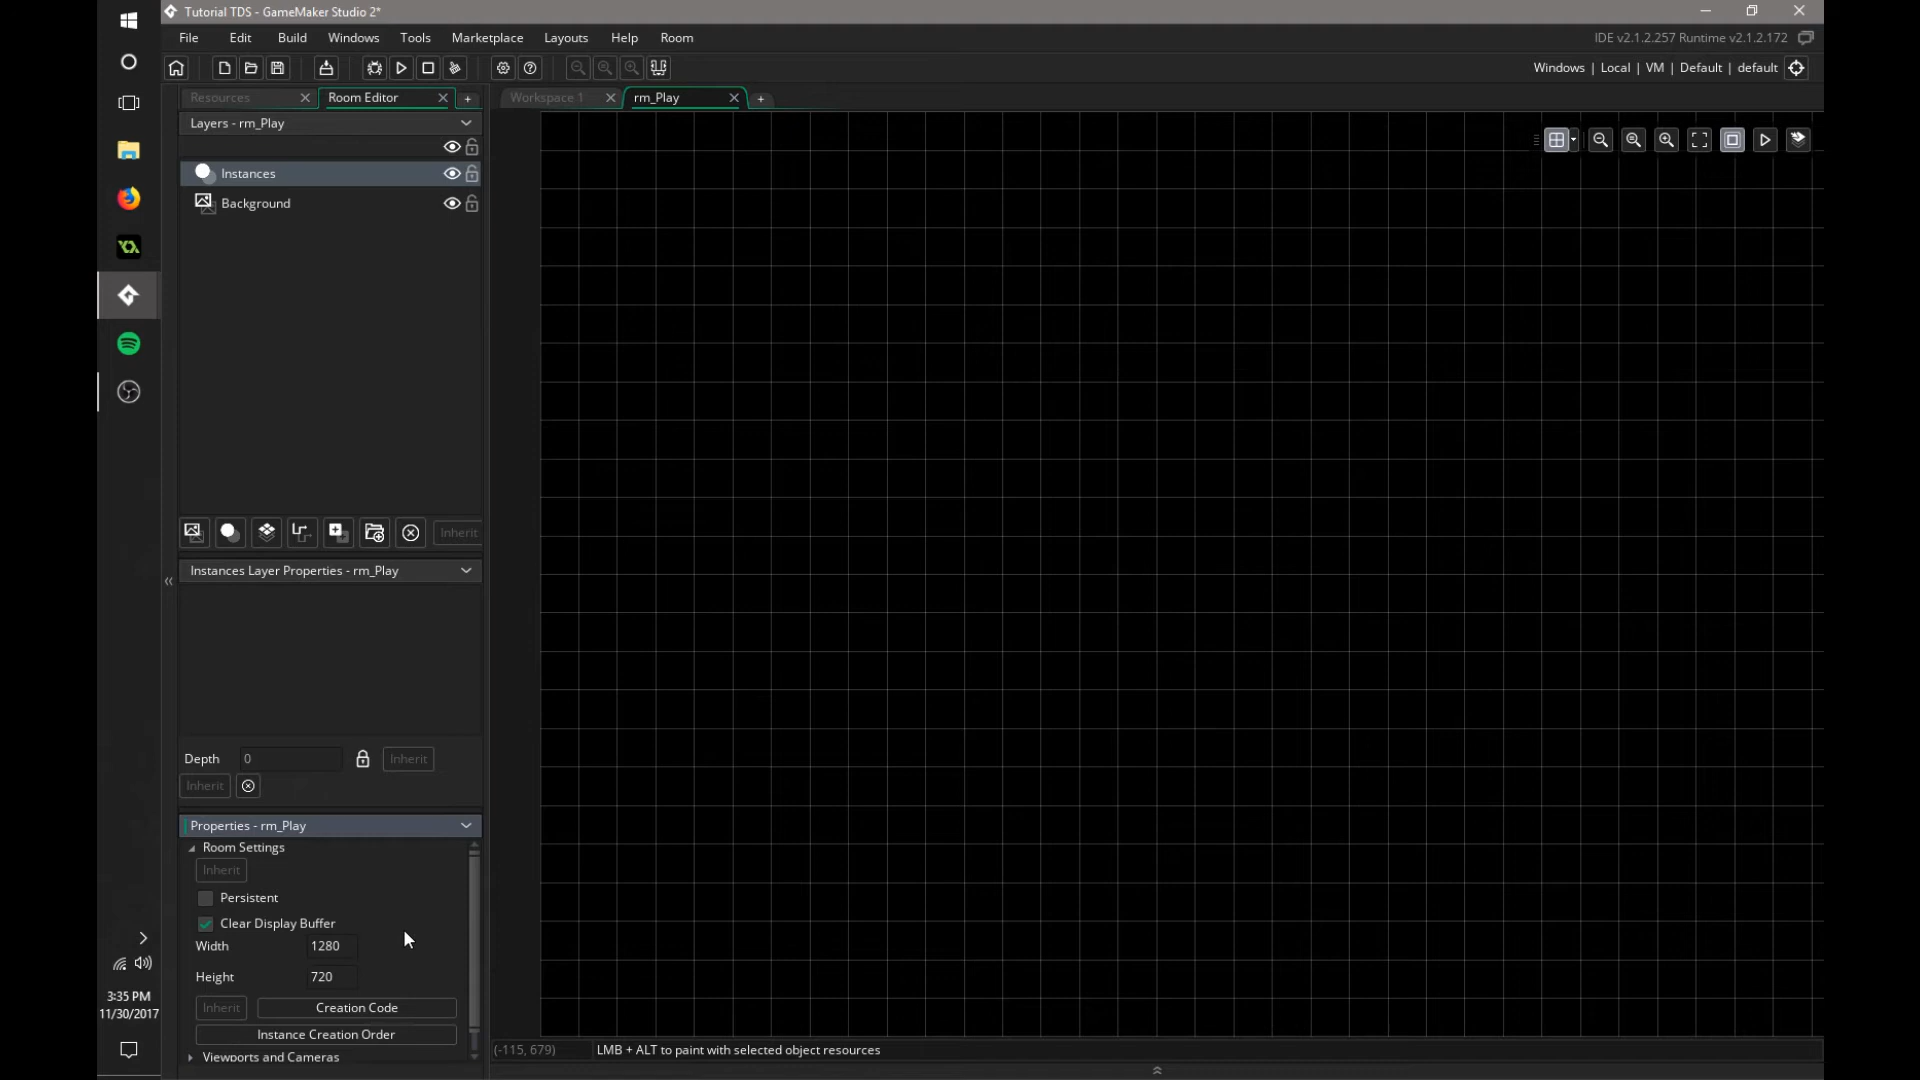 Tutorial TDS - GameMaker Studio 2*
File Edit Build Windows Tools Marketplace Layouts Help Room
IDE v2.1.2.257 Runtime v2.1.2.172
Windows | Local | VM | Default | default
Resources Room Editor
Workspace 1 rm_Play
Layers - rm_Play
Instances
Background
Inherit
Instances Layer Properties - rm_Play
Depth 0 Inherit
Inherit
Properties - rm_Play
Room Settings
Inherit
Persistent
Clear Display Buffer
Width 1280
Height 720
Inherit Creation Code
Instance Creation Order
Viewports and Cameras
(-115, 679) LMB + ALT to paint with selected object resources
3:35 PM
11/30/2017